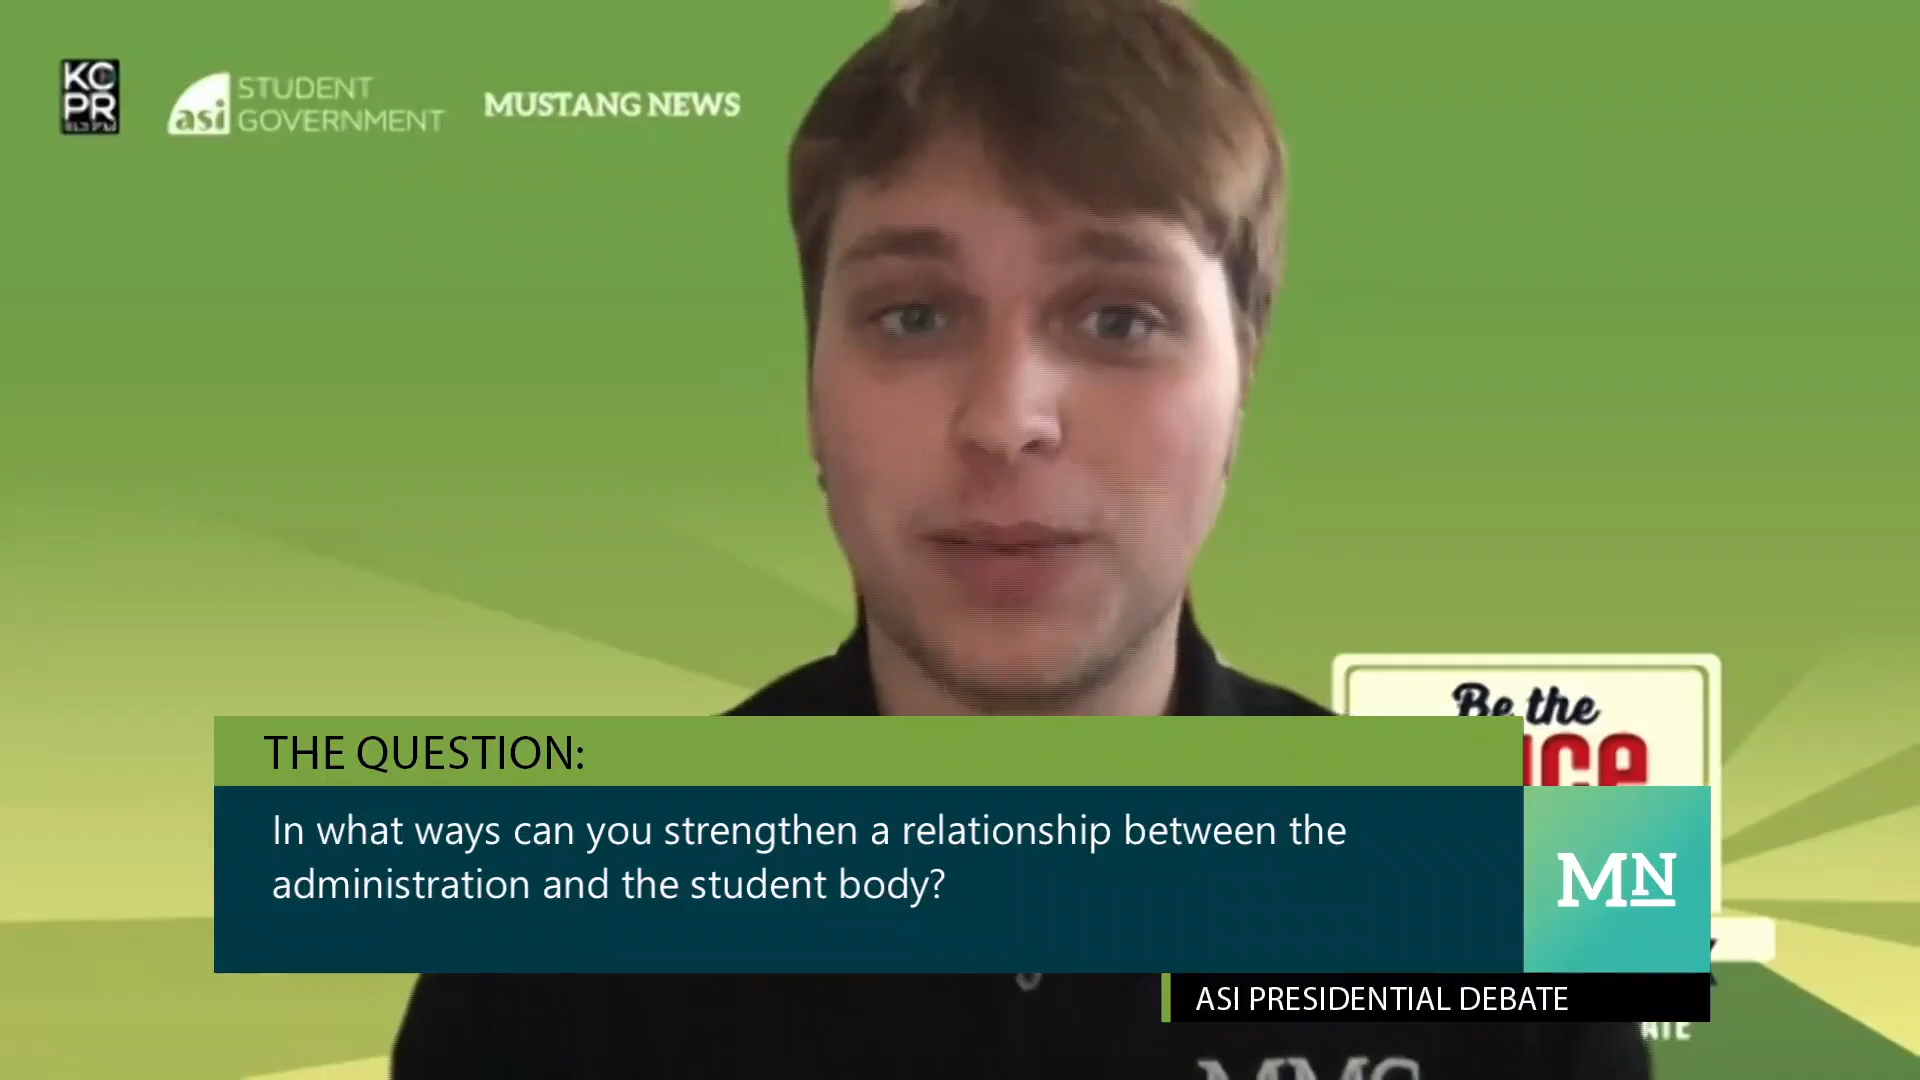 KC
PR
asi
STUDENT
GOVERNMENT
MUSTANG NEWS
Be the
THE QUESTION:
In what ways can you strengthen a relationship between the
administration and the student body?
MN
ASI PRESIDENTIAL DEBATE